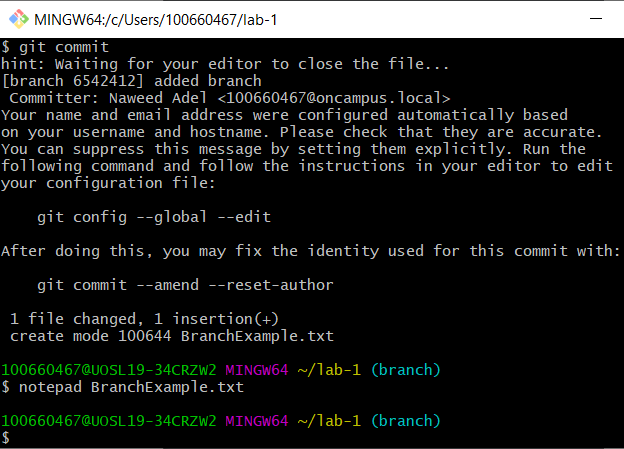 MINGW64:/c/Users/100660467/lab-1
$ git commit
hint: Waiting for your editor to close the file...
[branch 6542412] added branch
 Committer: Naweed Adel <100660467@oncampus.local>
Your name and email address were configured automatically based
on your username and hostname. Please check that they are accurate.
You can suppress this message by setting them explicitly. Run the
following command and follow the instructions in your editor to edit
your configuration file:

    git config --global --edit

After doing this, you may fix the identity used for this commit with:

    git commit --amend --reset-author

 1 file changed, 1 insertion(+)
 create mode 100644 BranchExample.txt

100660467@UOSL19-34CRZW2 MINGW64 ~/lab-1 (branch)
$ notepad BranchExample.txt

100660467@UOSL19-34CRZW2 MINGW64 ~/lab-1 (branch)
$